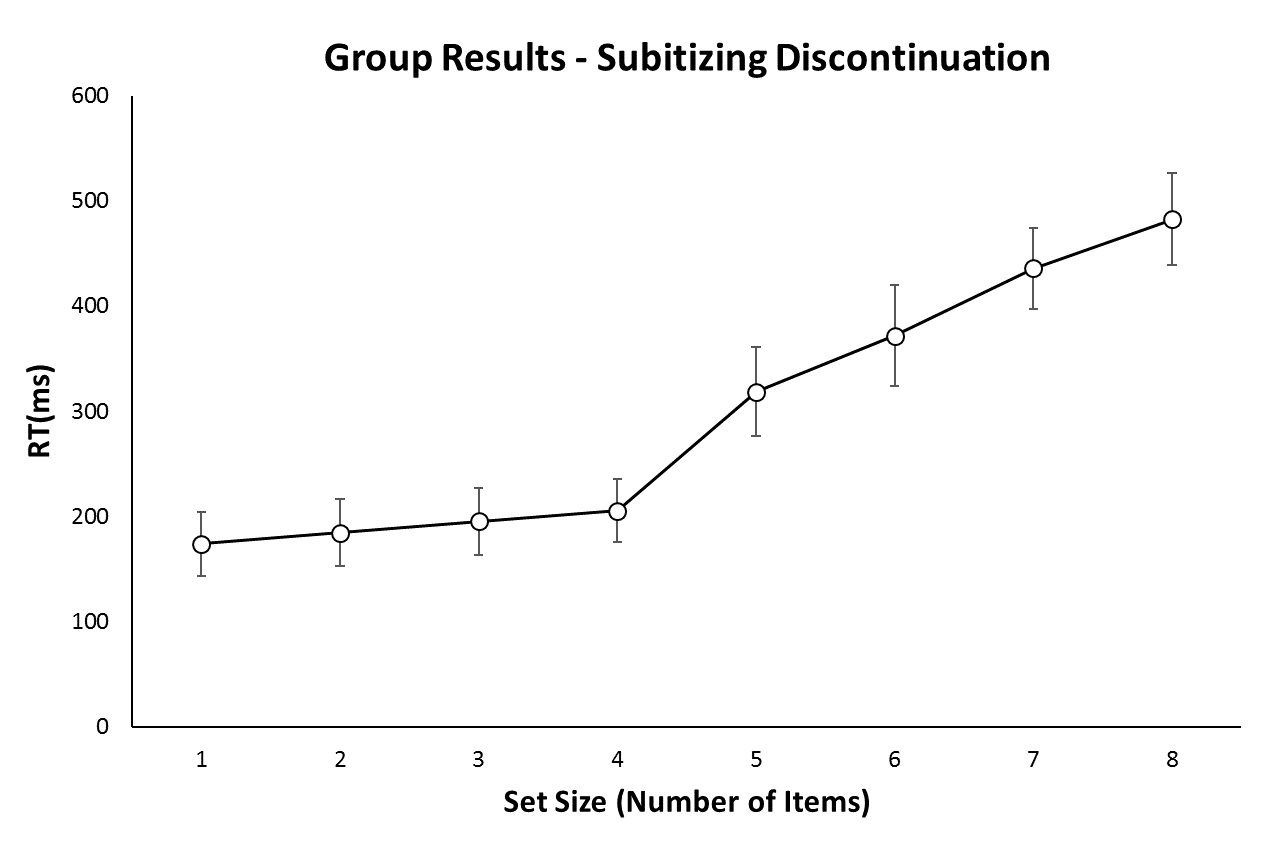 Group Results - Subitizing Discontinuation
600
500
400
300
200
100
0
RT(ms)
1 2 3 4 5 6 7 8
Set Size (Number of Items)